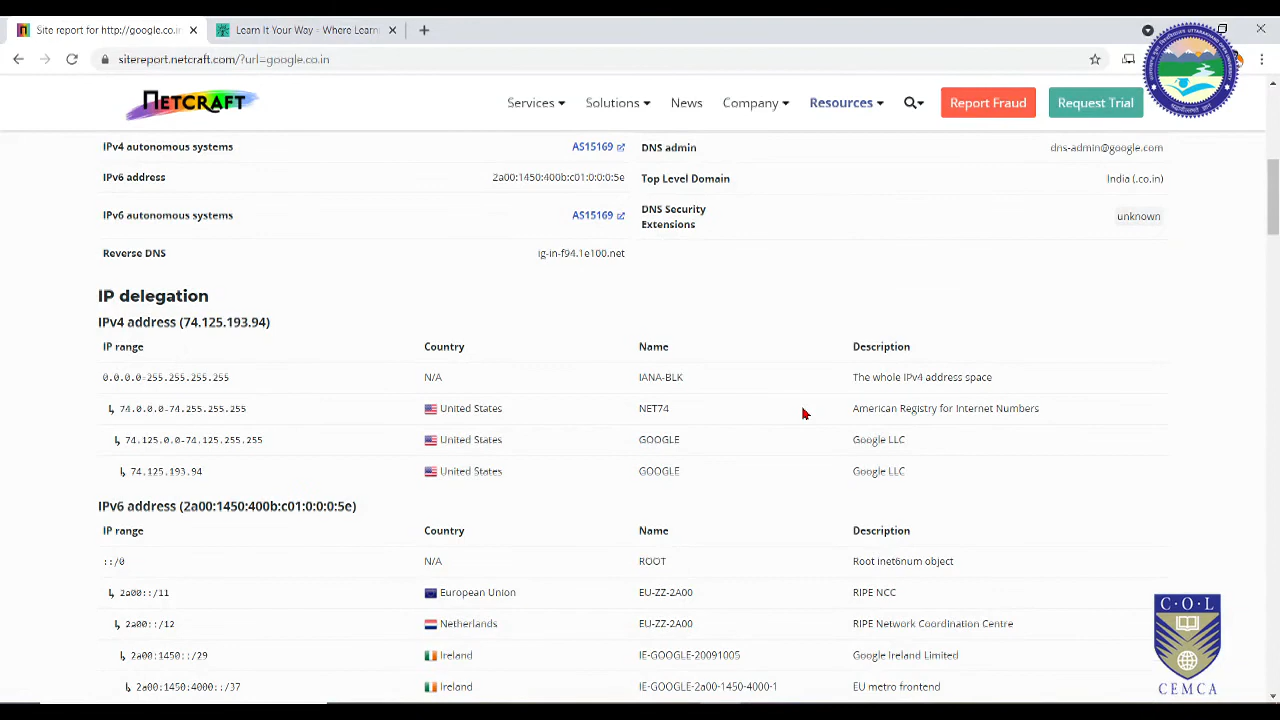 Site report for http://google.co.in
Learn It Your Way - Where Learn
sitereport.netcraft.com/?url=google.co.in
NETCRAFT
Services
Solutions
News
Company
Resources
Report Fraud
Request Trial
IPv4 autonomous systems AS15169 DNS admin dns-admin@google.com
IPv6 address 2a00:1450:400b:c01:0:0:0:5e Top Level Domain India (.co.in)
IPv6 autonomous systems AS15169 DNS Security Extensions unknown
Reverse DNS ig-in-f94.1e100.net
IP delegation
IPv4 address (74.125.193.94)
IP range Country Name Description
0.0.0.0-255.255.255.255 N/A IANA-BLK The whole IPv4 address space
↳ 74.0.0.0-74.255.255.255 United States NET74 American Registry for Internet Numbers
↳ 74.125.0.0-74.125.255.255 United States GOOGLE Google LLC
↳ 74.125.193.94 United States GOOGLE Google LLC
IPv6 address (2a00:1450:400b:c01:0:0:0:5e)
IP range Country Name Description
::/0 N/A ROOT Root inet6num object
↳ 2a00::/11 European Union EU-ZZ-2A00 RIPE NCC
↳ 2a00::/12 Netherlands EU-ZZ-2A00 RIPE Network Coordination Centre
↳ 2a00:1450::/29 Ireland IE-GOOGLE-20091005 Google Ireland Limited
↳ 2a00:1450:4000::/37 Ireland IE-GOOGLE-2a00-1450-4000-1 EU metro frontend
C·O·L
CEMCA